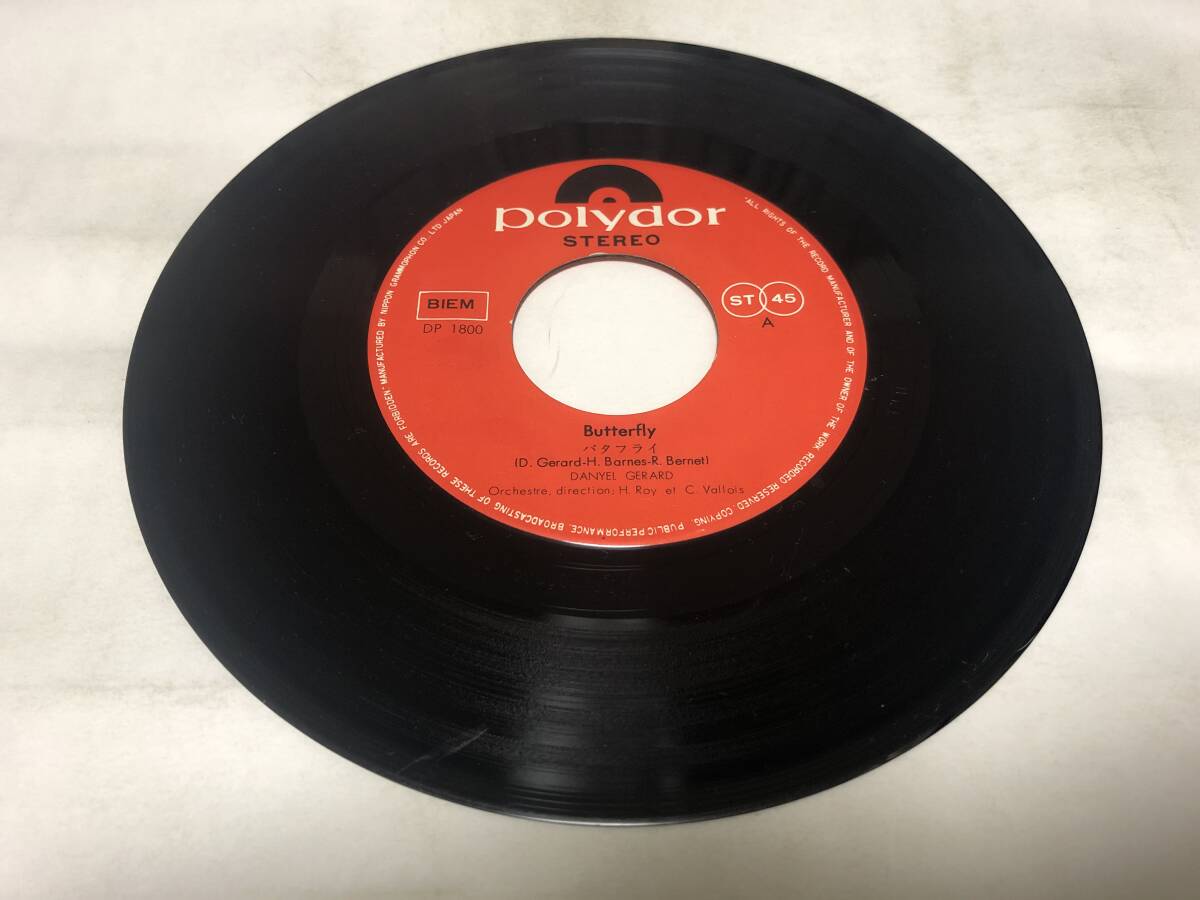 polydor
STEREO
BIEM
DP 1800
ST 45
A
Butterfly
バタフライ
(D. Gerard-H. Barnes-R. Bernet)
DANYEL GERARD
Orchestre, direction: H. Roy et C. Vallois
"ALL RIGHTS OF THE RECORD MANUFACTURER AND OF THE OWNER OF THE WORK RECORDED RESERVED. COPYING, PUBLIC PERFORMANCE, BROADCASTING OF THESE RECORDS ARE FORBIDDEN" MANUFACTURED BY NIPPON GRAMMOPHON CO. LTD JAPAN